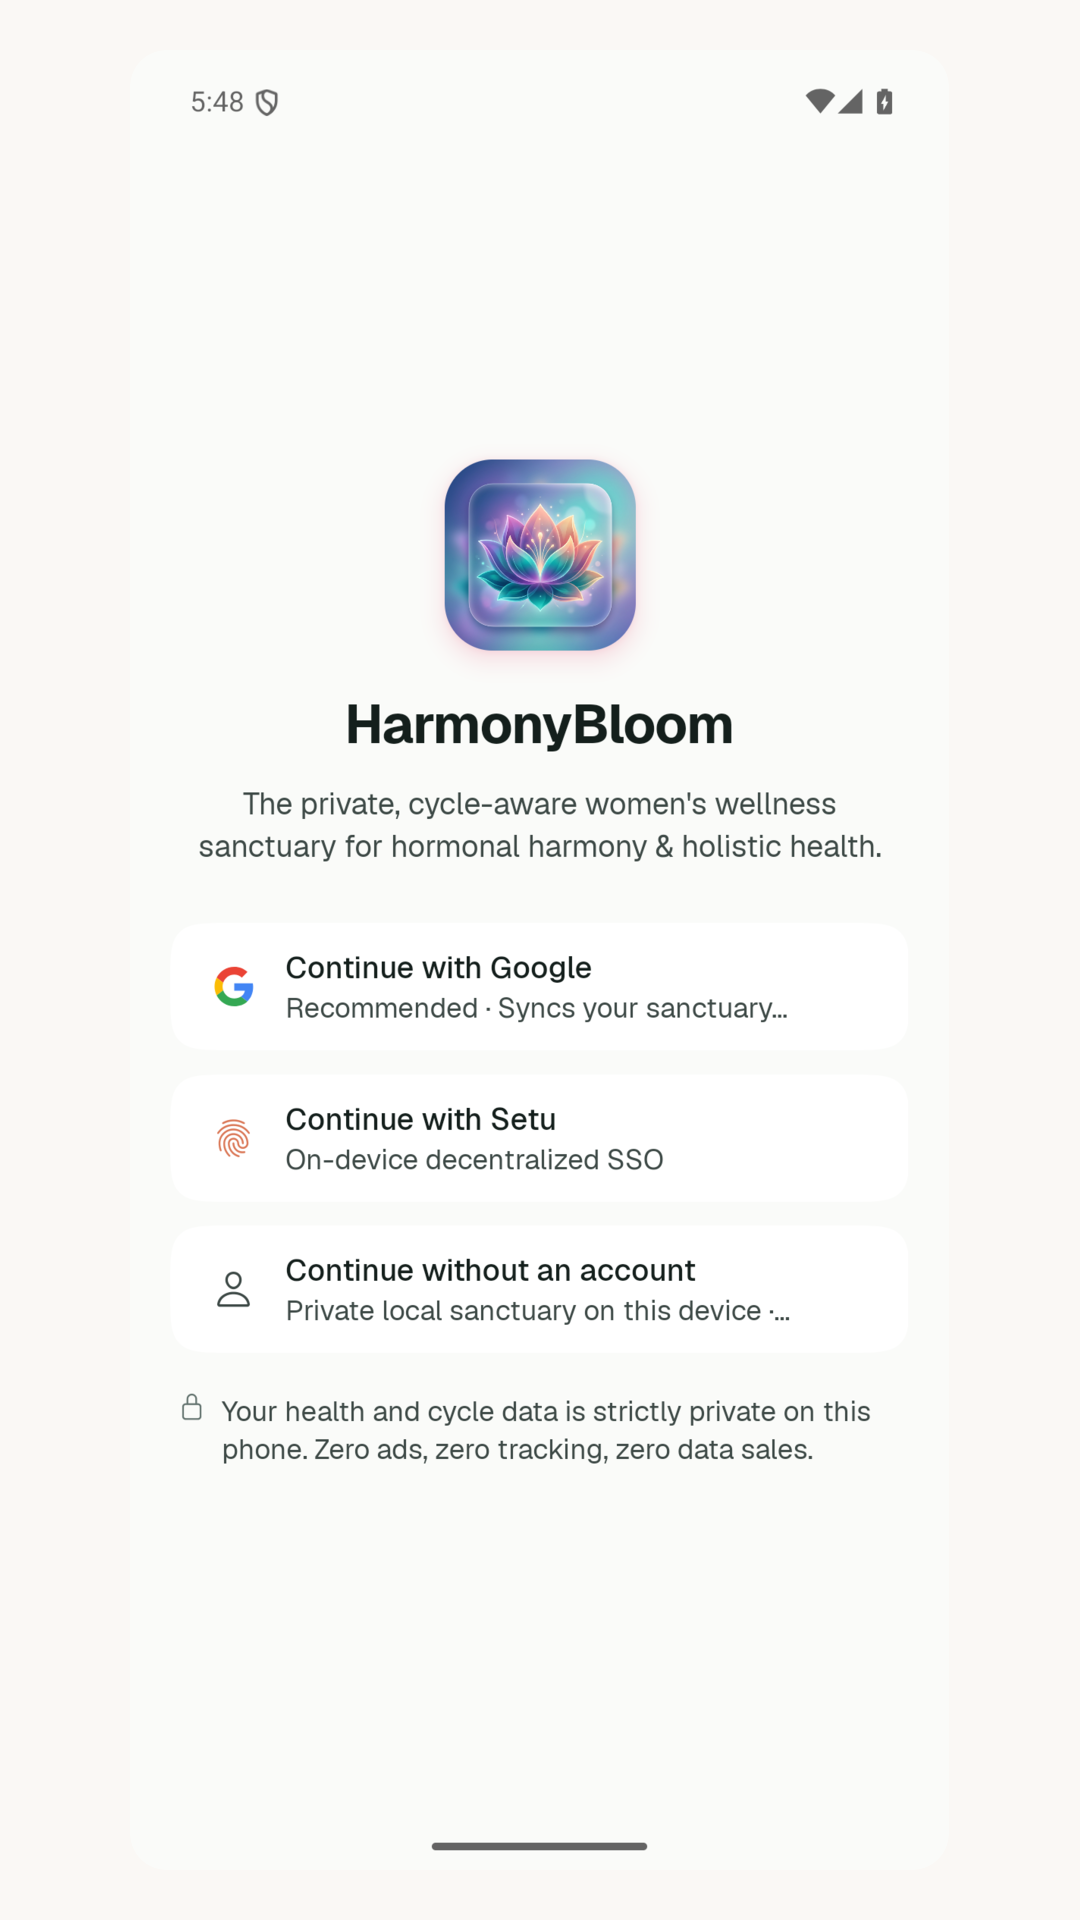 5:48
HarmonyBloom
The private, cycle-aware women's wellness
sanctuary for hormonal harmony & holistic health.
Continue with Google
Recommended · Syncs your sanctuary...
Continue with Setu
On-device decentralized SSO
Continue without an account
Private local sanctuary on this device ·...
Your health and cycle data is strictly private on this
phone. Zero ads, zero tracking, zero data sales.